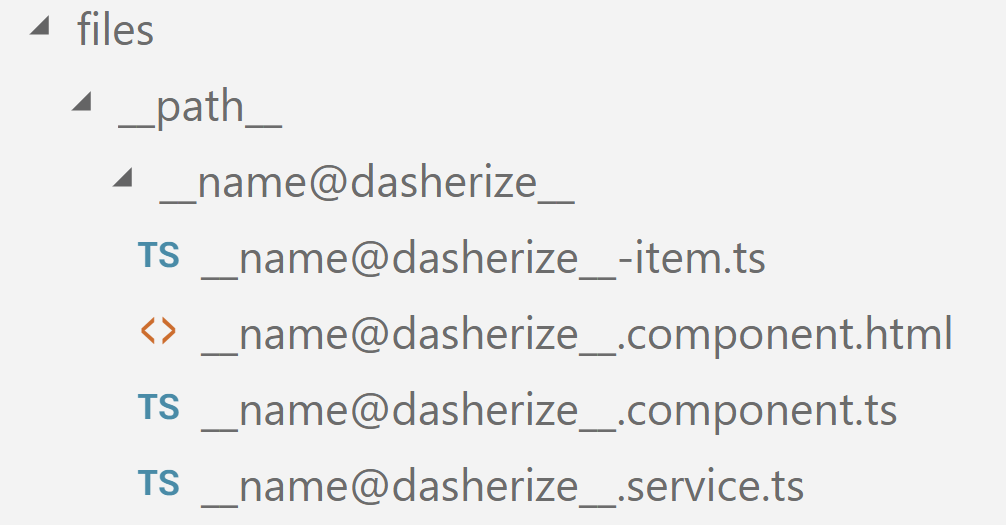 files
__path__
__name@dasherize__
TS __name@dasherize__-item.ts
<> __name@dasherize__.component.html
TS __name@dasherize__.component.ts
TS __name@dasherize__.service.ts